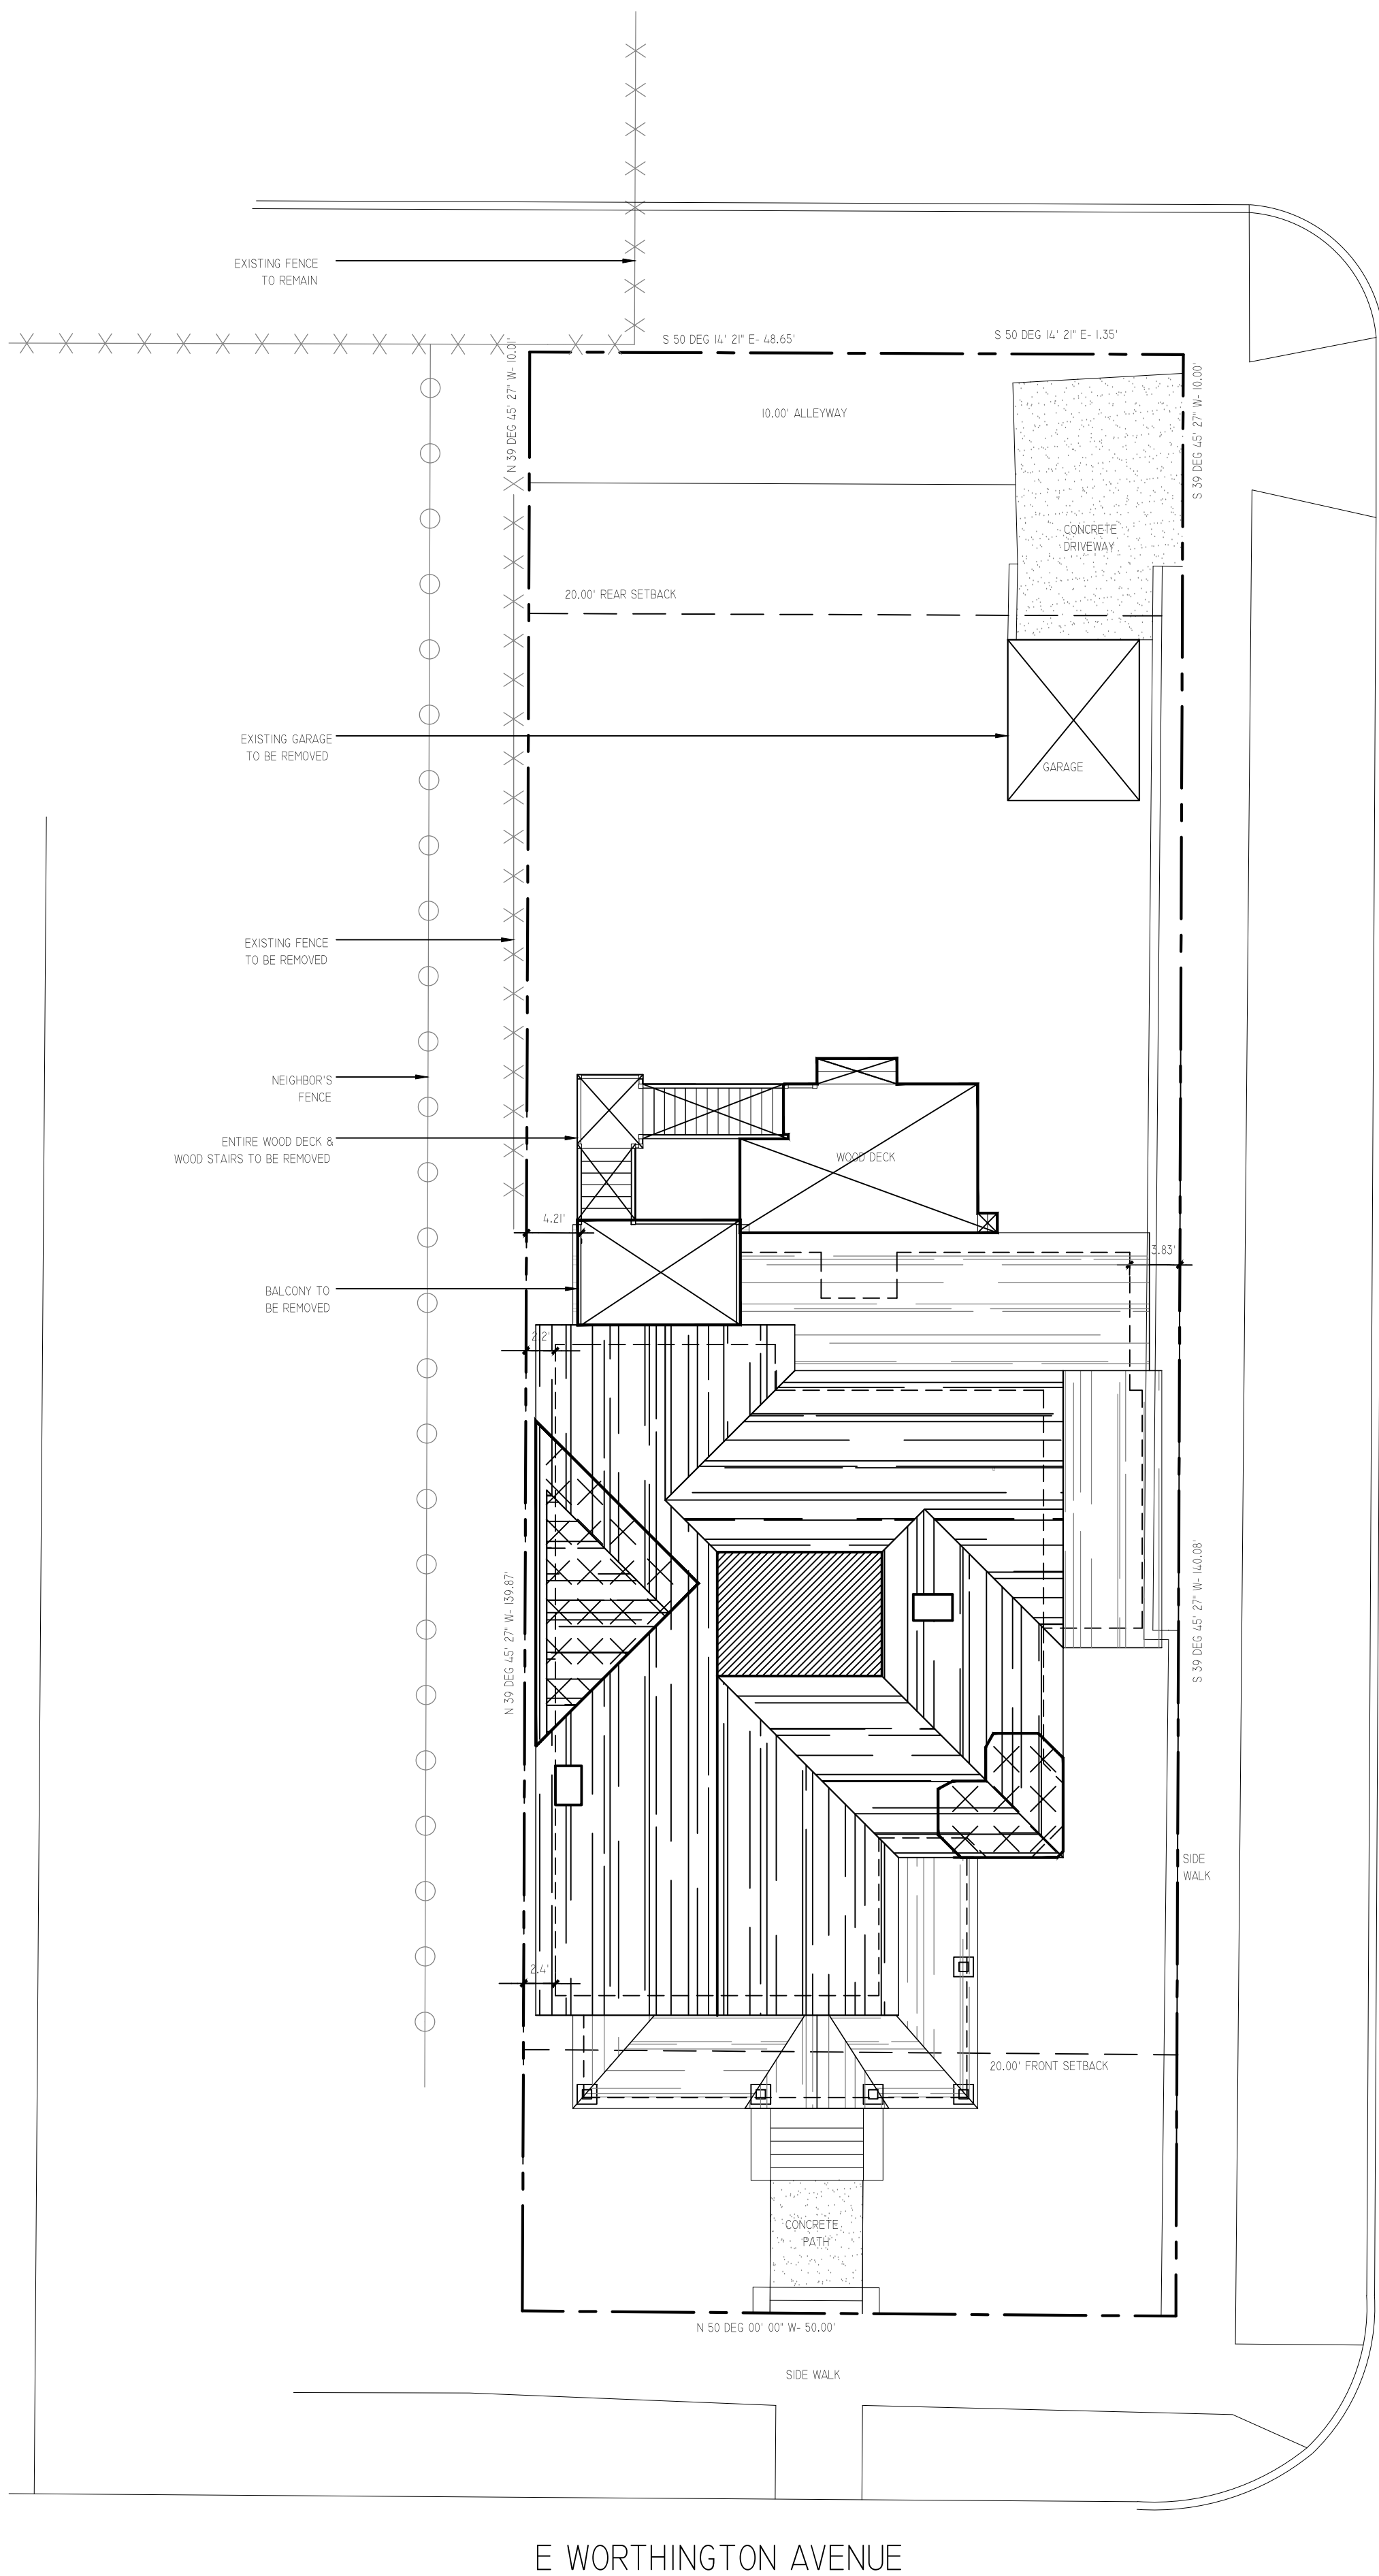 EXISTING FENCE
TO REMAIN
S 50 DEG 14' 21" E- 48.65'
S 50 DEG 14' 21" E- 1.35'
N 39 DEG 45' 27" W- 10.01'
S 39 DEG 45' 27" W- 10.00'
10.00' ALLEYWAY
CONCRETE
DRIVEWAY
20.00' REAR SETBACK
EXISTING GARAGE
TO BE REMOVED
GARAGE
EXISTING FENCE
TO BE REMOVED
NEIGHBOR'S
FENCE
ENTIRE WOOD DECK &
WOOD STAIRS TO BE REMOVED
WOOD DECK
4.21'
3.83'
BALCONY TO
BE REMOVED
2.2'
N 39 DEG 45' 27" W- 139.87'
S 39 DEG 45' 27" W- 140.08'
SIDE
WALK
2.4'
20.00' FRONT SETBACK
CONCRETE
PATH
N 50 DEG 00' 00" W- 50.00'
SIDE WALK
E WORTHINGTON AVENUE